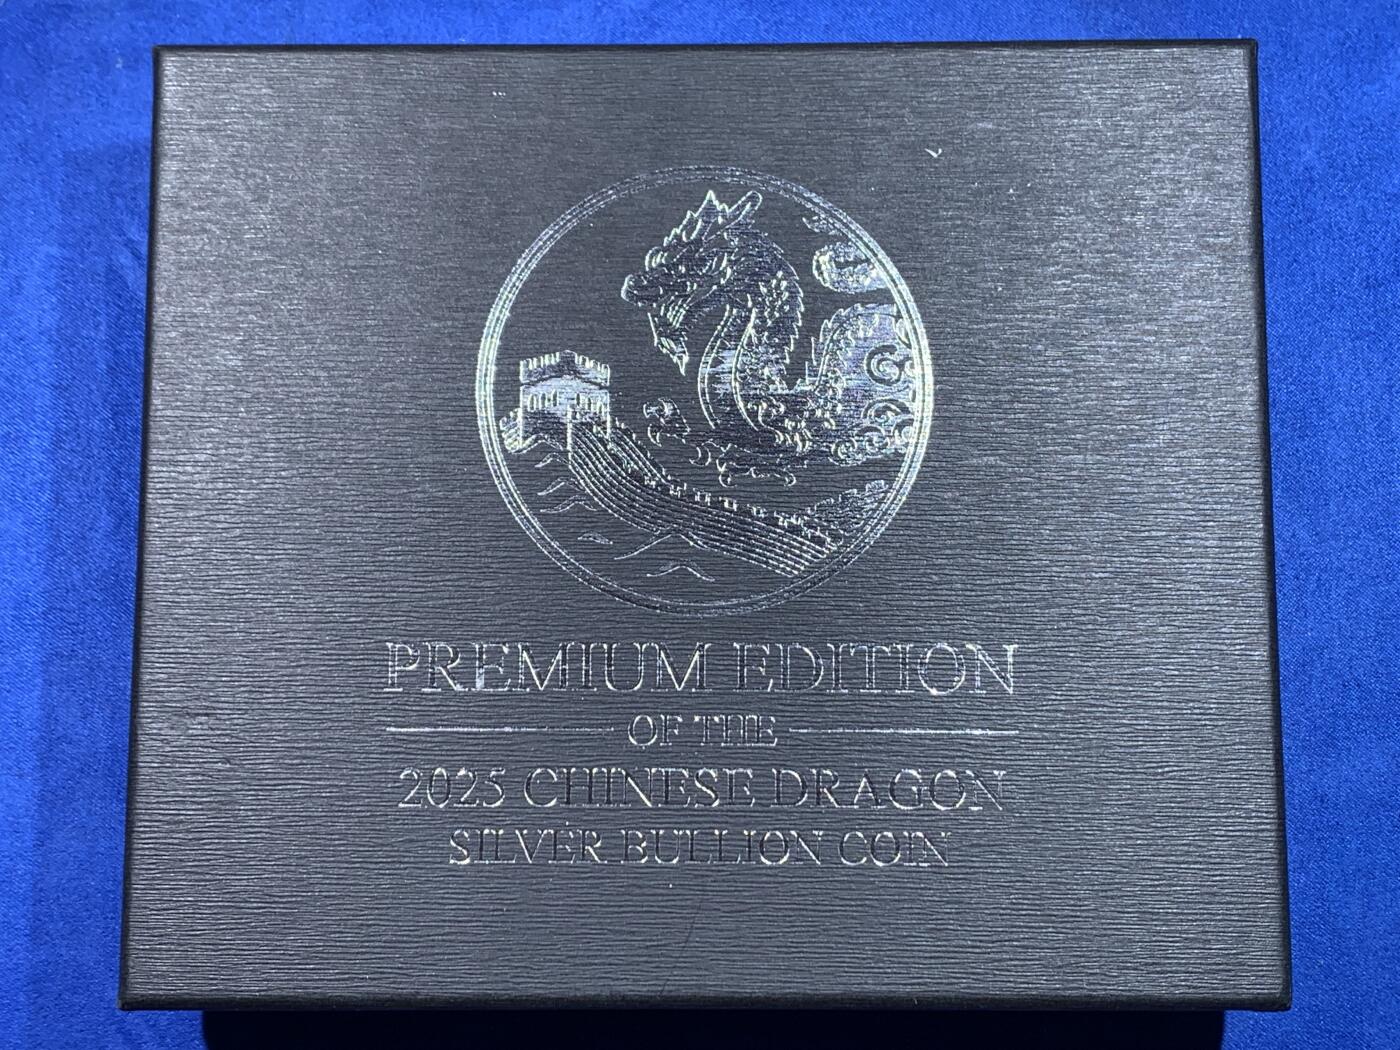 PREMIUM EDITION
OF THE
2025 CHINESE DRAGON
SILVER BULLION COIN